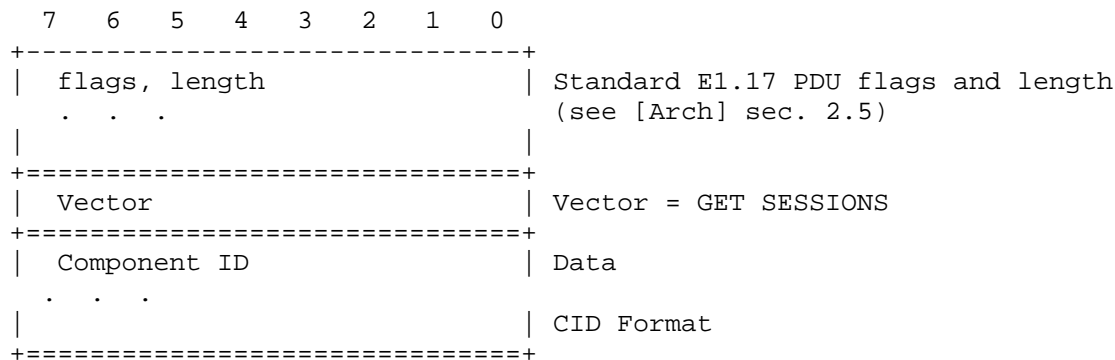 7   6   5   4   3   2   1   0
+-------------------------------+
|  flags, length                | Standard E1.17 PDU flags and length
   .  .  .                        (see [Arch] sec. 2.5)
|                               |
+===============================+
|  Vector                       | Vector = GET SESSIONS
+===============================+
|  Component ID                 | Data
  .  .  .
|                               | CID Format
+===============================+